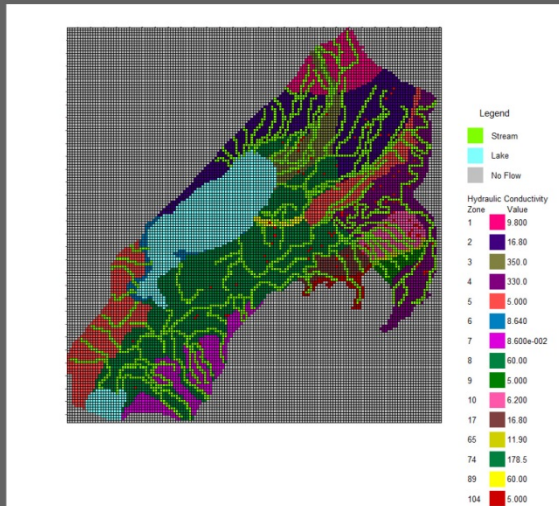 Legend
Stream
Lake
No Flow
Hydraulic Conductivity
Zone Value
1 9.800
2 16.80
3 350.0
4 330.0
5 5.000
6 8.640
7 8.600e-002
8 60.00
9 5.000
10 6.200
17 16.80
65 11.90
74 178.5
89 60.00
104 5.000